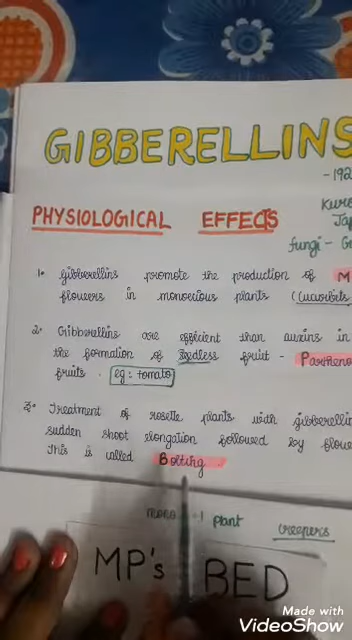 GIBBERELLINS
- 192
PHYSIOLOGICAL EFFECTS
Kuro
Jap
fungi - G
1. Gibberellins promote the production of M
flowers in monoecious plants (Cucurbits
2. Gibberellins are efficient than auxins in
the formation of seedless fruit - Partheno
fruits. eg: tomato
3. Treatment of rosette plants with gibberellin
sudden shoot elongation followed by flowe
This is called Bolting
plant
creepers
MP's BED
Made with
VideoShow